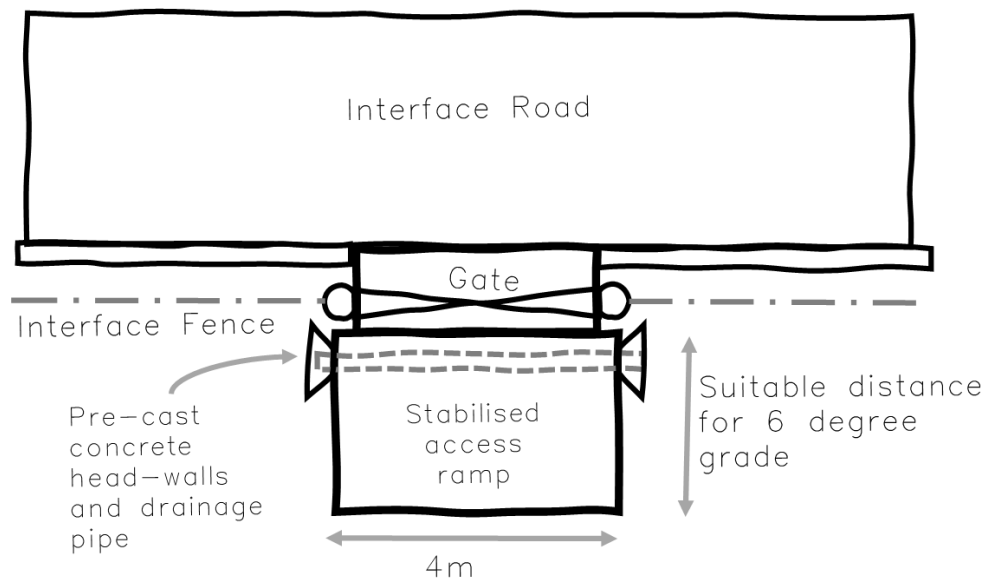 Interface Road
Gate
Interface Fence
Pre-cast
concrete
head-walls
and drainage
pipe
Stabilised
access
ramp
Suitable distance
for 6 degree
grade
4m